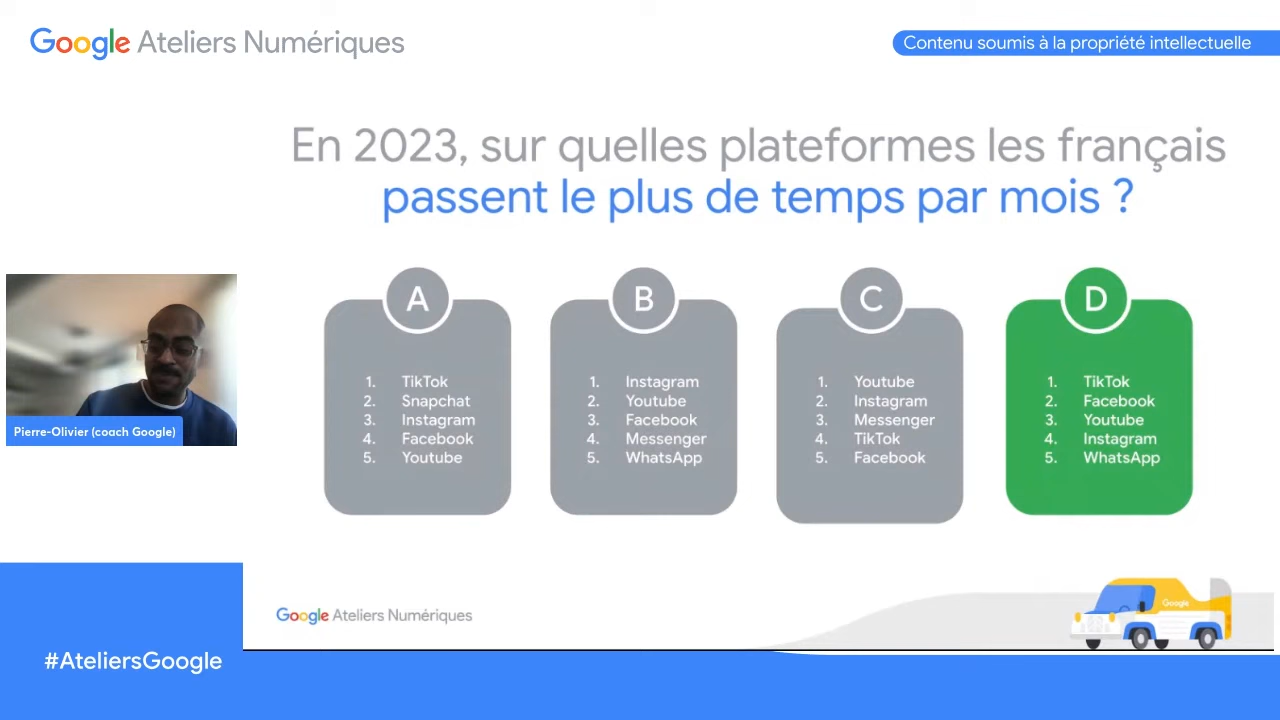 Google Ateliers Numériques
Contenu soumis à la propriété intellectuelle
En 2023, sur quelles plateformes les français
passent le plus de temps par mois ?
A
1. TikTok
2. Snapchat
3. Instagram
4. Facebook
5. Youtube
B
1. Instagram
2. Youtube
3. Facebook
4. Messenger
5. WhatsApp
C
1. Youtube
2. Instagram
3. Messenger
4. TikTok
5. Facebook
D
1. TikTok
2. Facebook
3. Youtube
4. Instagram
5. WhatsApp
Pierre-Olivier (coach Google)
Google Ateliers Numériques
Google
#AteliersGoogle